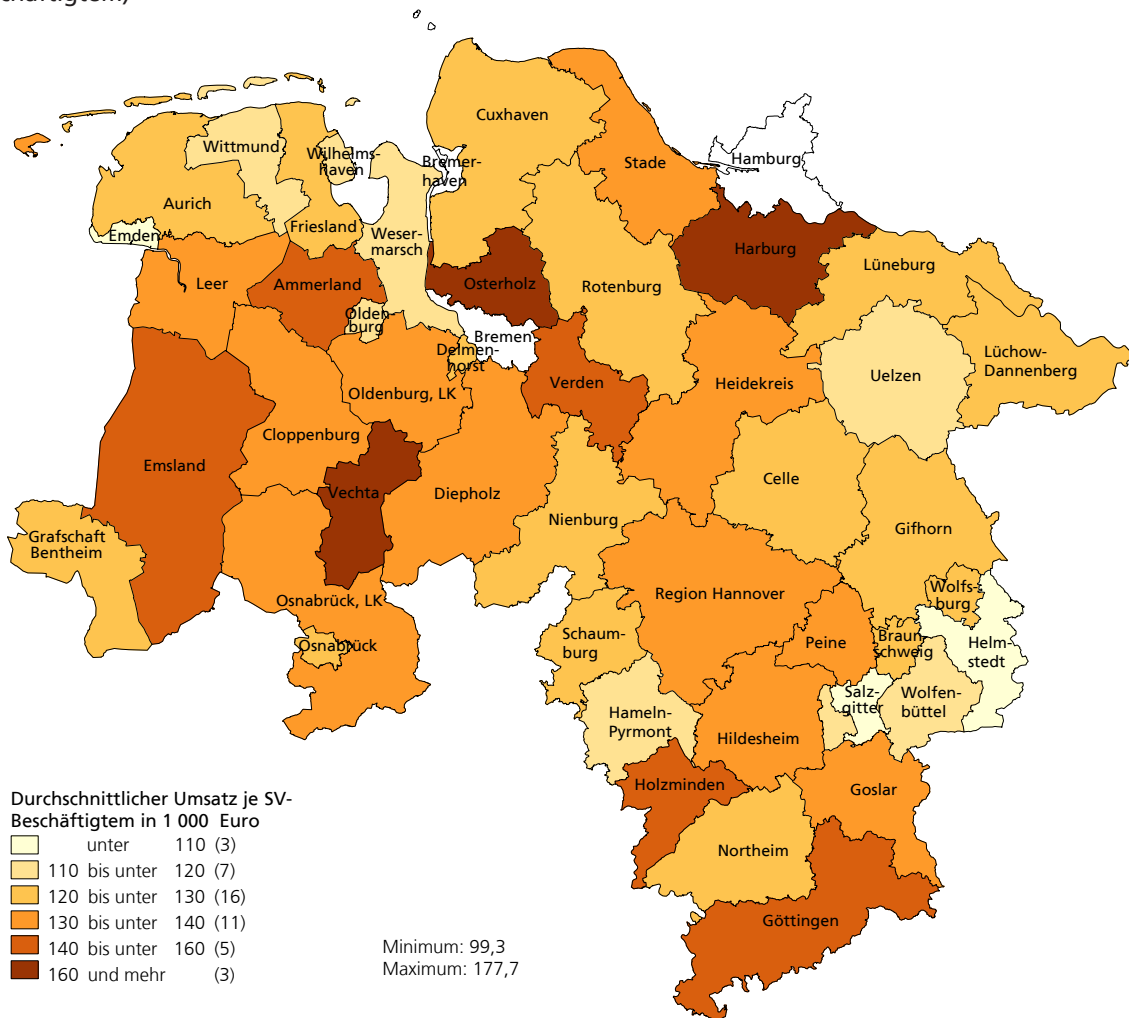 chäftigtem)
Cuxhaven
Wittmund
Wilhelms-
haven
Bremer-
haven
Stade
Hamburg
Aurich
Emden
Friesland
Weser-
marsch
Harburg
Lüneburg
Leer
Ammerland
Osterholz
Rotenburg
Olden-
burg
Bremen
Delmen-
horst
Lüchow-
Dannenberg
Uelzen
Verden
Heidekreis
Oldenburg, LK
Cloppenburg
Emsland
Vechta
Diepholz
Celle
Nienburg
Gifhorn
Grafschaft
Bentheim
Osnabrück, LK
Region Hannover
Wolfs-
burg
Schaum-
burg
Osnabrück
Peine
Braun-
schweig
Helm-
stedt
Salz-
gitter
Wolfen-
büttel
Hameln-
Pyrmont
Hildesheim
Holzminden
Goslar
Northeim
Göttingen
Durchschnittlicher Umsatz je SV-
Beschäftigtem in 1 000 Euro
unter 110 (3)
110 bis unter 120 (7)
120 bis unter 130 (16)
130 bis unter 140 (11)
140 bis unter 160 (5)
160 und mehr (3)
Minimum: 99,3
Maximum: 177,7